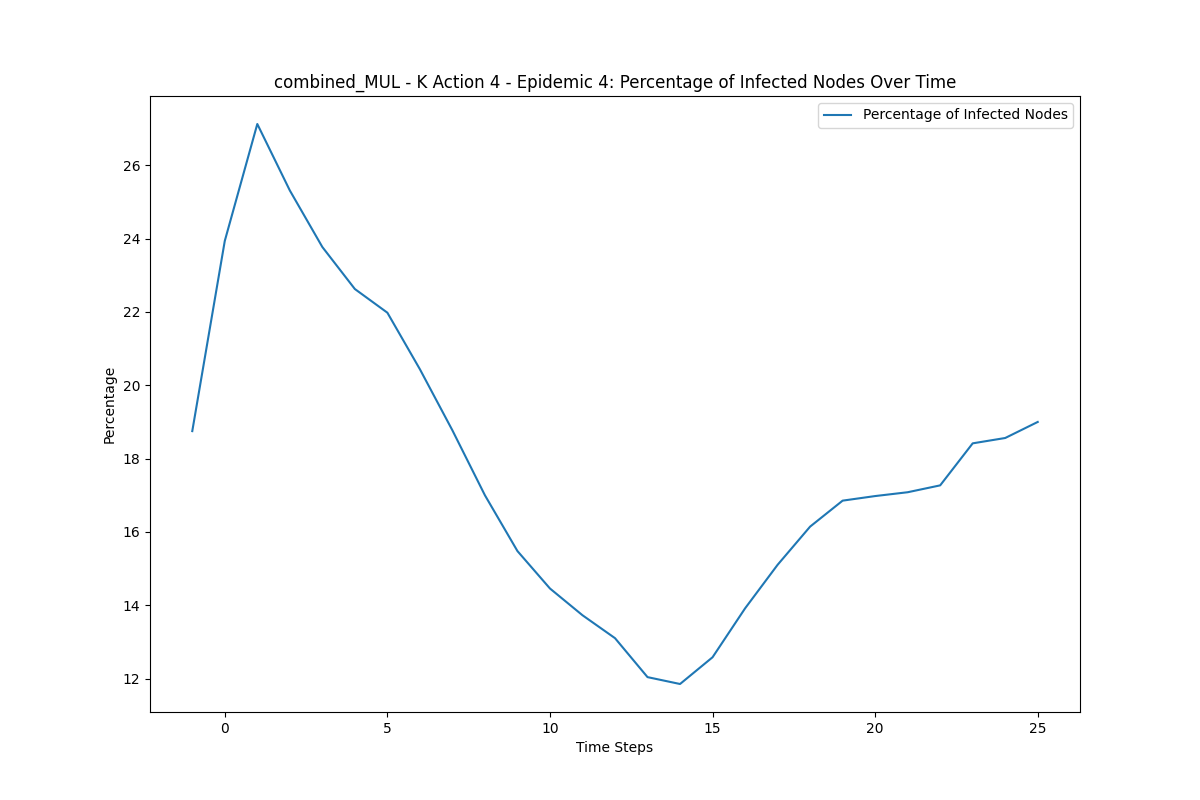 combined_MUL - K Action 4 - Epidemic 4: Percentage of Infected Nodes Over Time
Percentage of Infected Nodes
26
24
22
20
18
16
14
12
Percentage
0 5 10 15 20 25
Time Steps